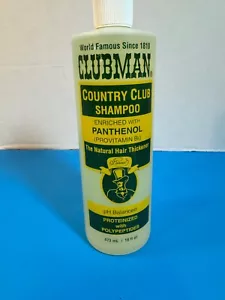 World Famous Since 1810
CLUBMAN
COUNTRY CLUB
SHAMPOO
ENRICHED WITH
PANTHENOL
(PROVITAMIN B5)
The Natural Hair Thickener
pH Balanced
PROTEINIZED
with
POLYPEPTIDES
473 mL / 16 fl oz